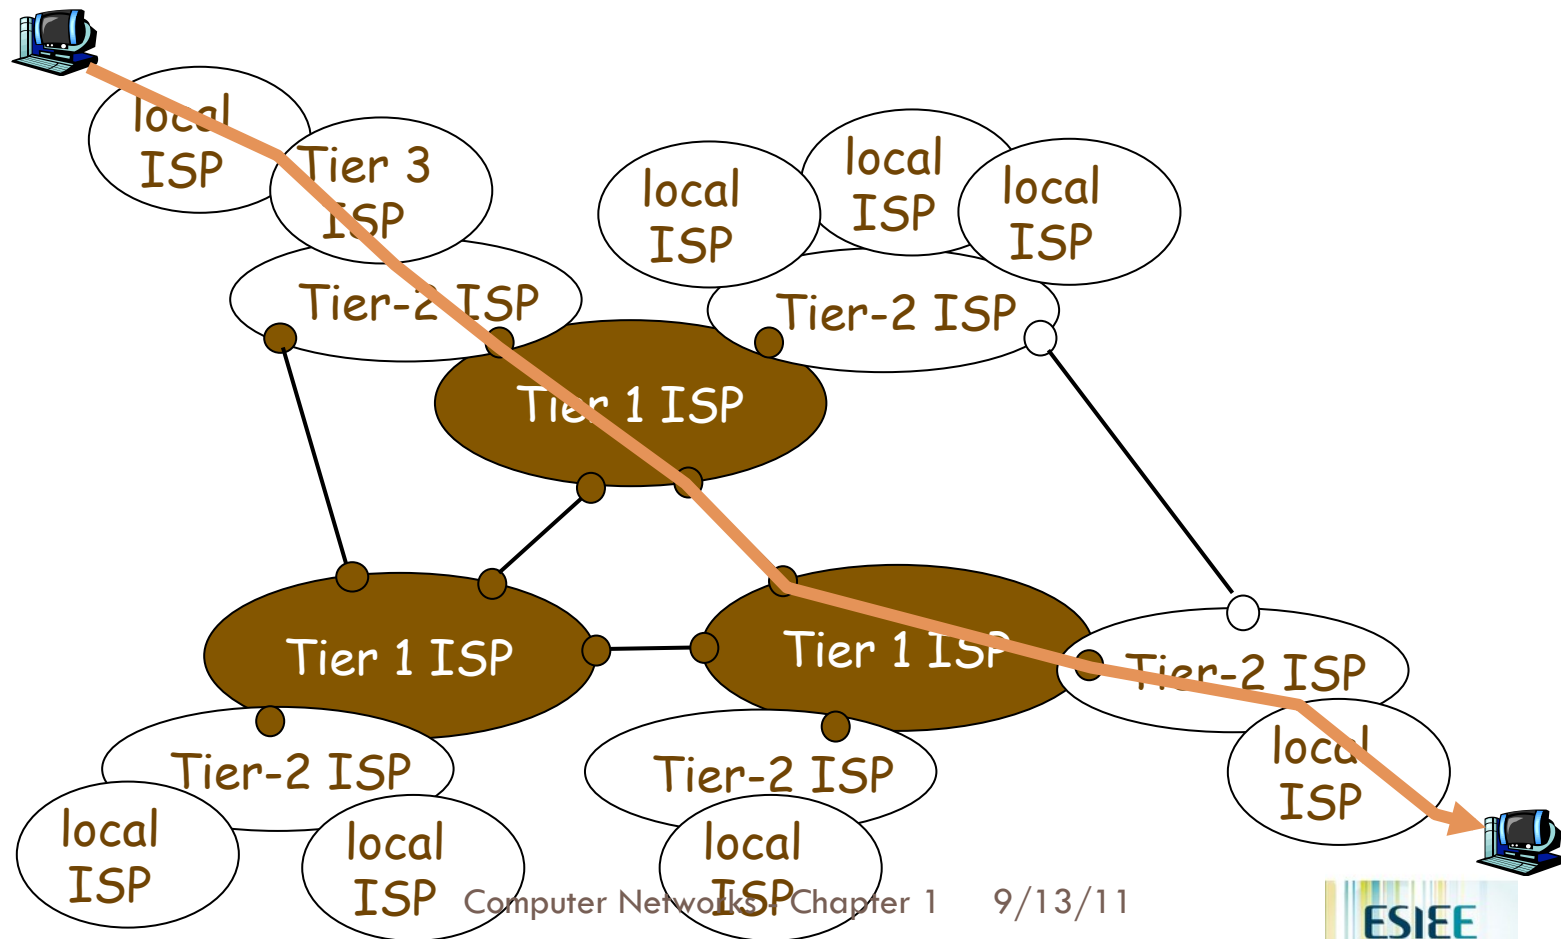 local
ISP
Tier 3
ISP
local
ISP
local
ISP
local
ISP
Tier-2 ISP
Tier-2 ISP
Tier 1 ISP
Tier 1 ISP
Tier 1 ISP
Tier-2 ISP
local
ISP
Tier-2 ISP
Tier-2 ISP
local
ISP
local
ISP
local
ISP
Computer Networks - Chapter 1 9/13/11
ESIEE